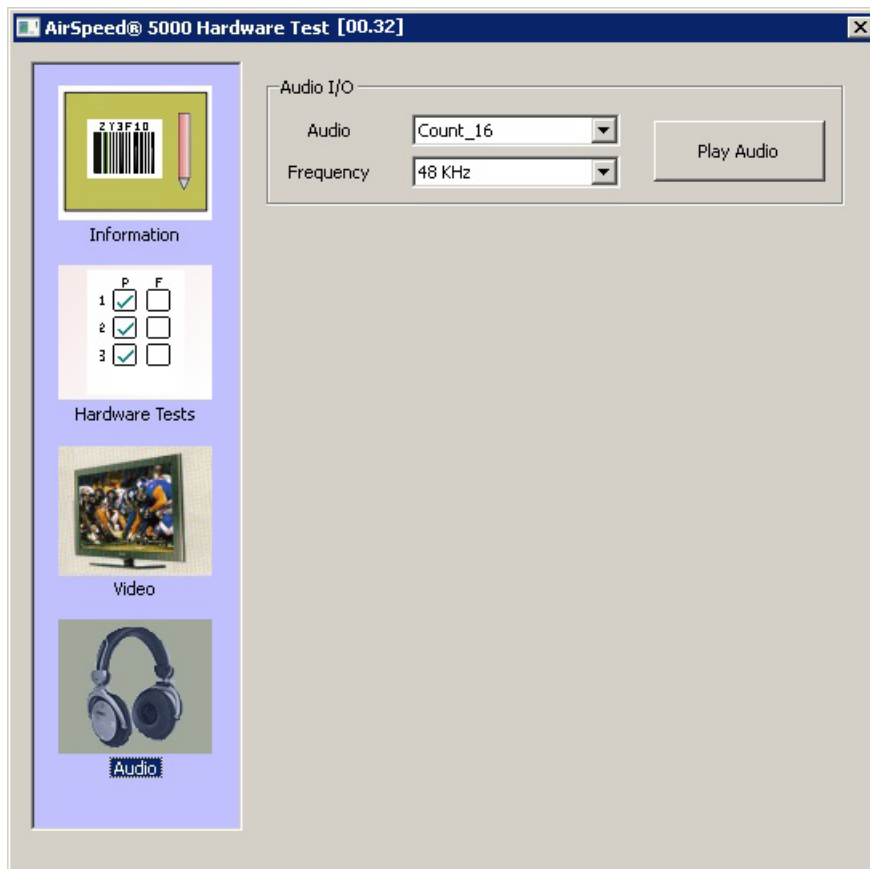 AirSpeed® 5000 Hardware Test [00.32]
ZY3F10
Information
P F
1
2
3
Hardware Tests
Video
Audio
Audio I/O
Audio Count_16
Frequency 48 KHz
Play Audio